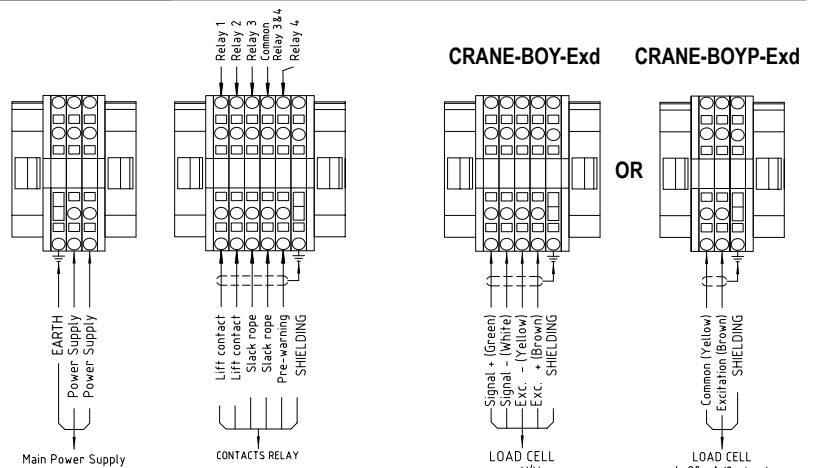 Relay 1
Relay 2
Relay 3
Common
Relay 3&4
Relay 4
CRANE-BOY-Exd
CRANE-BOYP-Exd
OR
EARTH
Power Supply
Power Supply
Main Power Supply
Lift contact
Lift contact
Slack rope
Slack rope
Pre-warning
SHIELDING
CONTACTS RELAY
Signal + (Green)
Signal - (White)
Exc. - (Yellow)
Exc. + (Brown)
SHIELDING
LOAD CELL
Common (Yellow)
Excitation (Brown)
SHIELDING
LOAD CELL